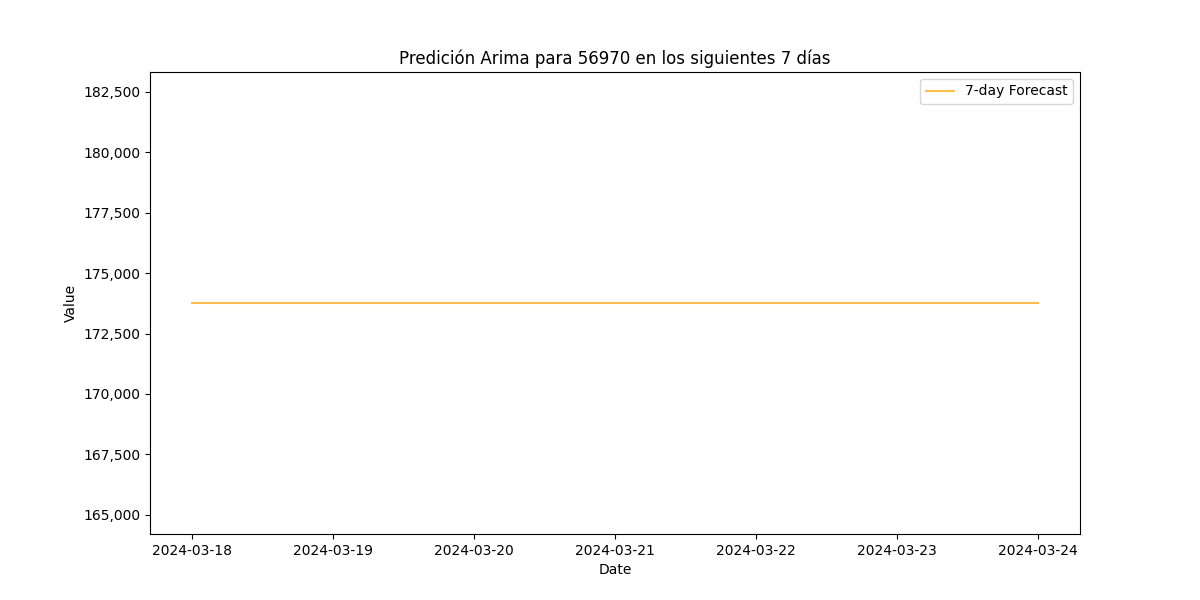 Predición Arima para 56970 en los siguientes 7 días
7-day Forecast
182,500
180,000
177,500
175,000
172,500
170,000
167,500
165,000
Value
2024-03-18 2024-03-19 2024-03-20 2024-03-21 2024-03-22 2024-03-23 2024-03-24
Date